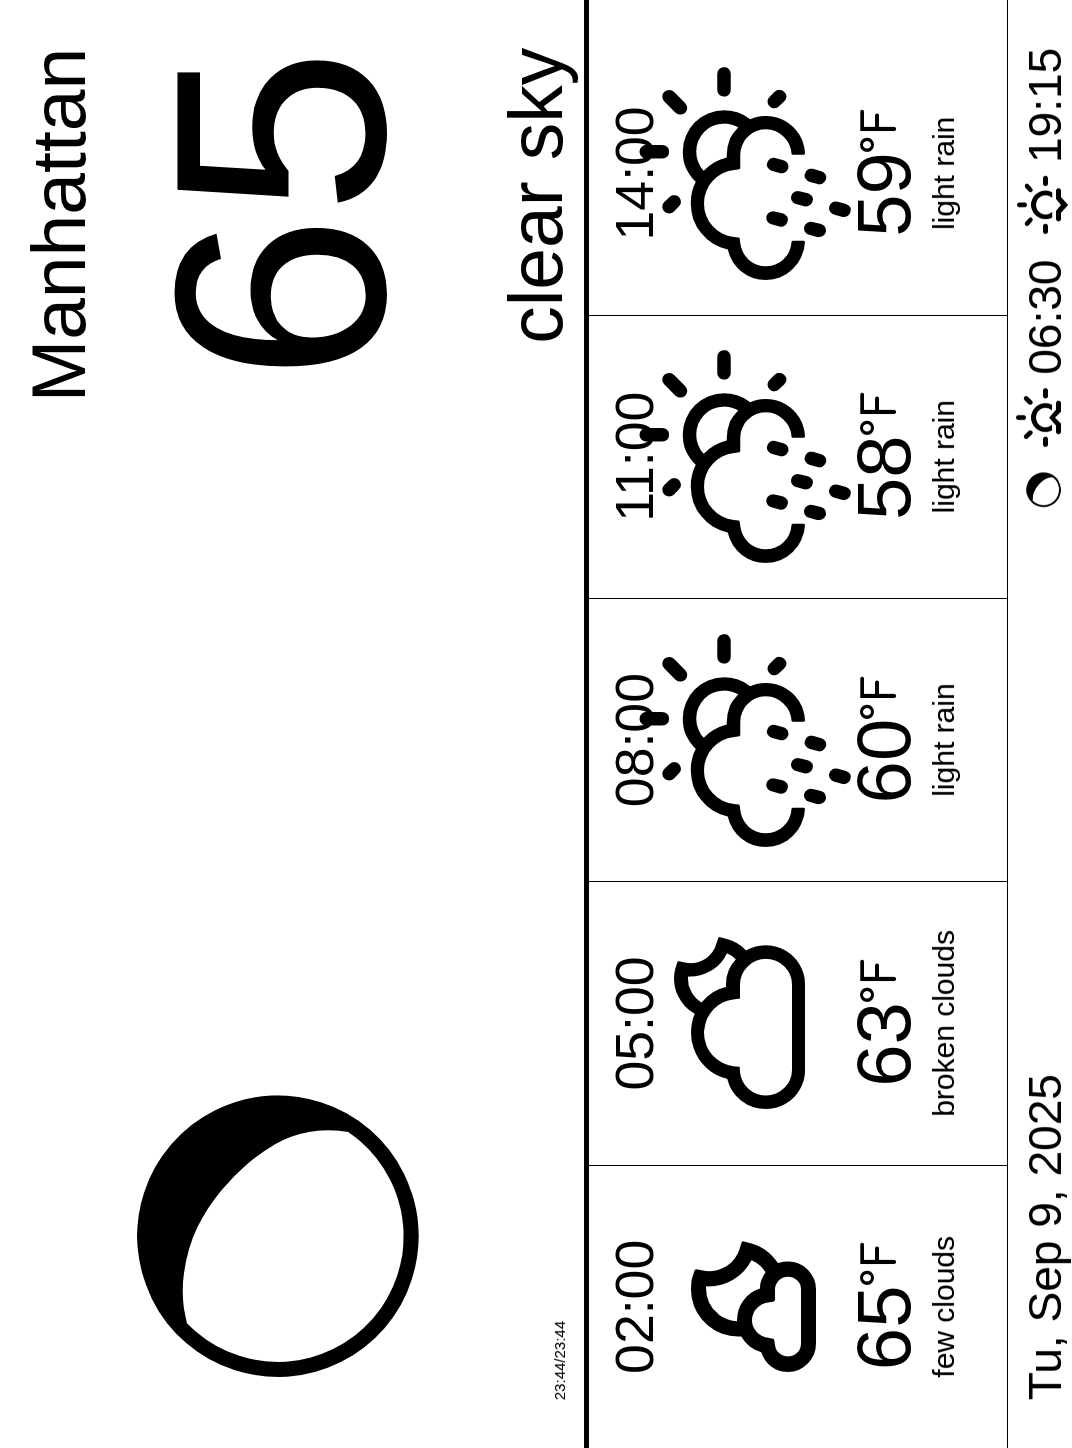 Manhattan
65
clear sky
23:44/23:44
02:00
65°F
few clouds
05:00
63°F
broken clouds
08:00
60°F
light rain
11:00
58°F
light rain
14:00
59°F
light rain
Tu, Sep 9, 2025
06:30
19:15